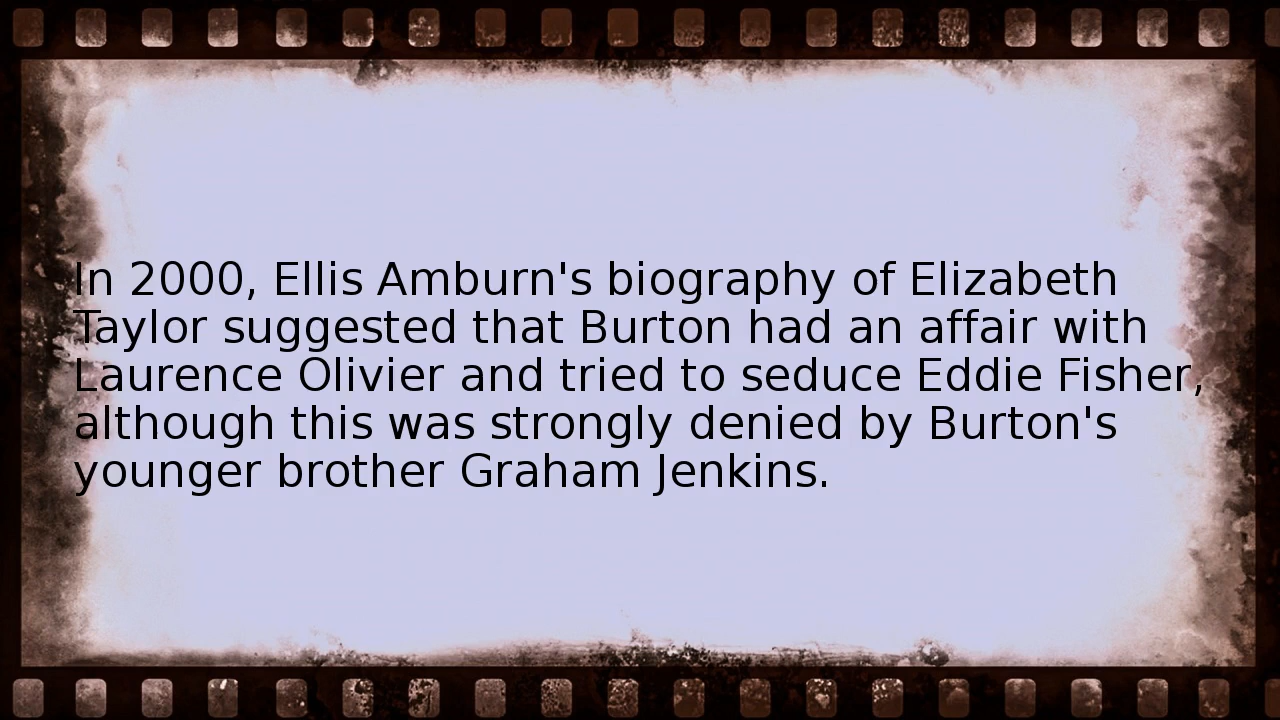 In 2000, Ellis Amburn's biography of Elizabeth
Taylor suggested that Burton had an affair with
Laurence Olivier and tried to seduce Eddie Fisher,
although this was strongly denied by Burton's
younger brother Graham Jenkins.